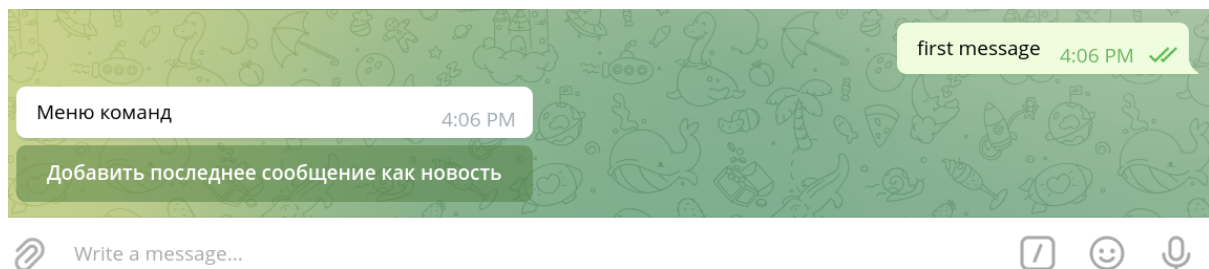 first message 4:06 PM
Меню команд 4:06 PM
Добавить последнее сообщение как новость
Write a message...